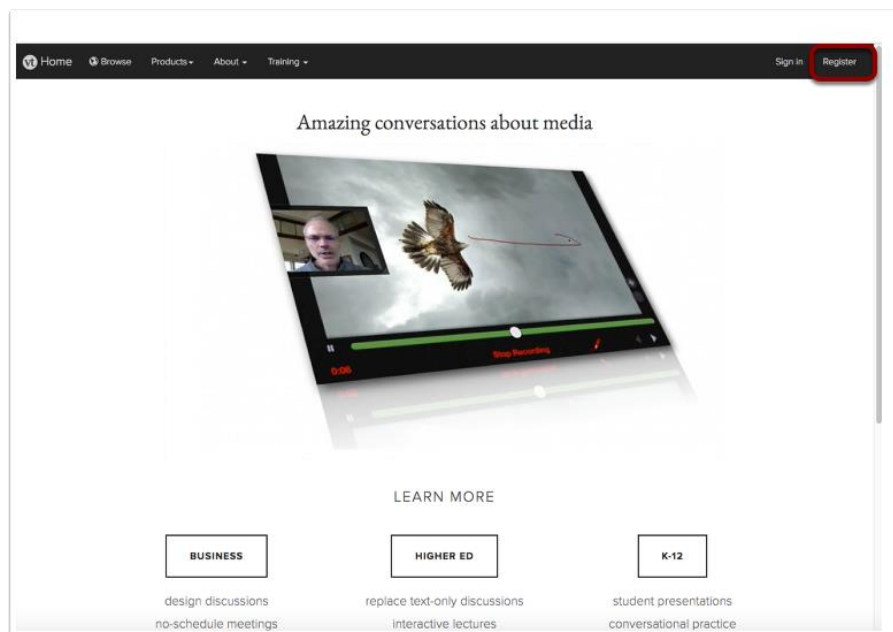 vt Home Browse Products About Training Sign in Register
Amazing conversations about media
0:06 Stop Recording
LEARN MORE
BUSINESS HIGHER ED K-12
design discussions replace text-only discussions student presentations
no-schedule meetings interactive lectures conversational practice